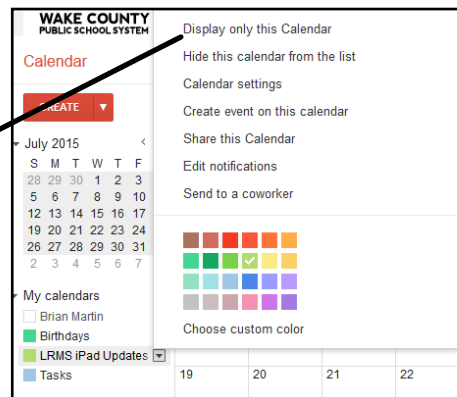 WAKE COUNTY
PUBLIC SCHOOL SYSTEM
Calendar
CREATE
July 2015 <
S M T W T F
28 29 30 1 2 3
5 6 7 8 9 10
12 13 14 15 16 17
19 20 21 22 23 24
26 27 28 29 30 31
2 3 4 5 6 7
My calendars
Brian Martin
Birthdays
LRMS iPad Updates
Tasks
Display only this Calendar
Hide this calendar from the list
Calendar settings
Create event on this calendar
Share this Calendar
Edit notifications
Send to a coworker
Choose custom color
19 20 21 22